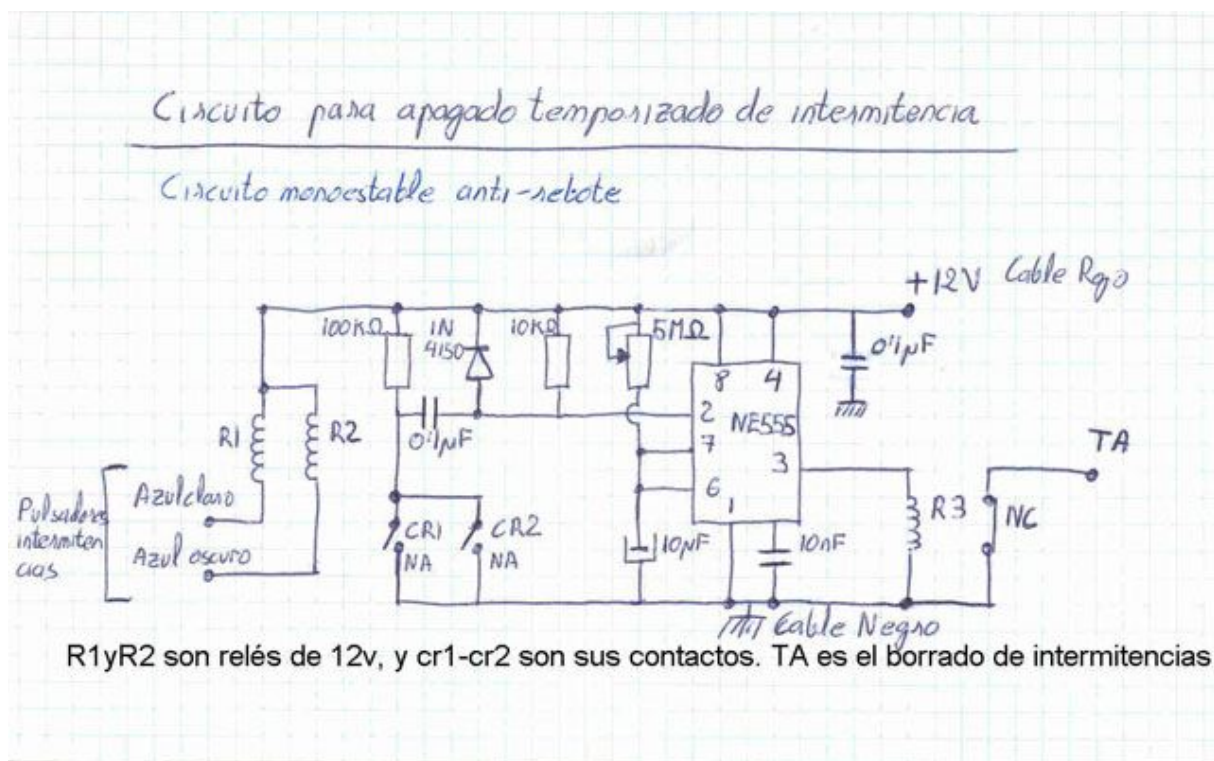 Circuito para apagado temporizado de intermitencia
Circuito monoestable anti-rebote
+12V Cable Rojo
100KΩ
1N
4150
10KΩ
5MΩ
0'1µF
8 4
2
7
6
NE555
3
1
R1
R2
0'1µF
TA
Pulsadores
intermiten
cias
Azul claro
Azul oscuro
CR1
NA
CR2
NA
10µF
10nF
R3
NC
Cable Negro
R1yR2 son relés de 12v, y cr1-cr2 son sus contactos. TA es el borrado de intermitencias